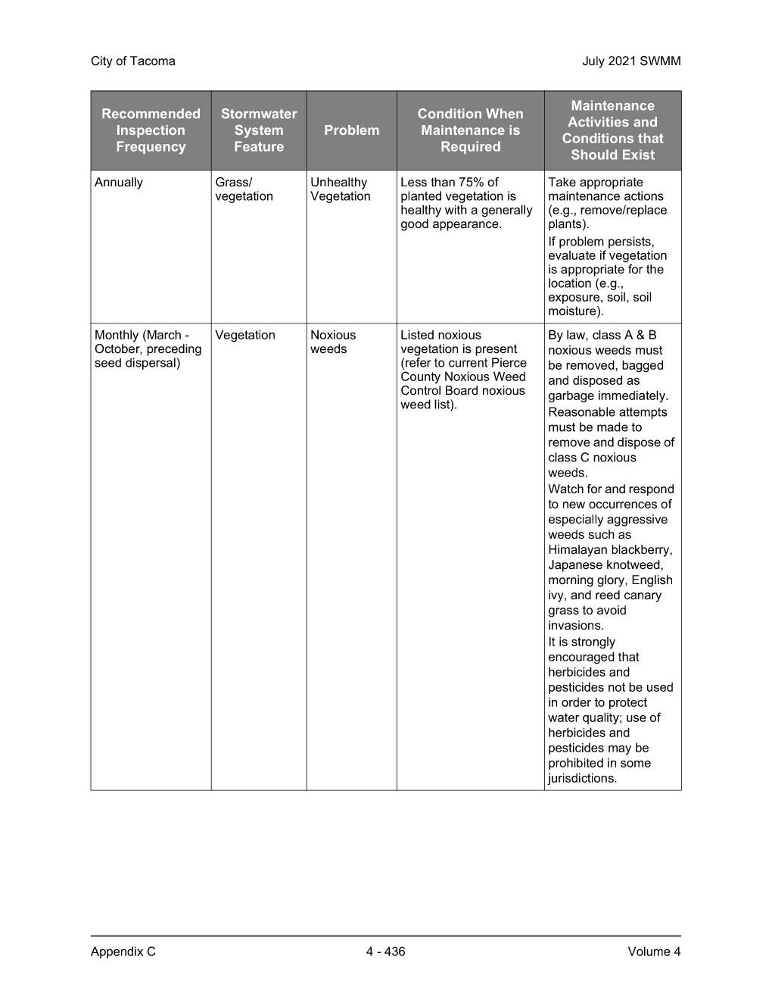 City of Tacoma
July 2021 SWMM
Recommended
Inspection
Frequency
Stormwater
System
Feature
Problem
Condition When
Maintenance is
Required
Maintenance
Activities and
Conditions that
Should Exist
Annually
Grass/
vegetation
Unhealthy
Vegetation
Less than 75% of
planted vegetation is
healthy with a generally
good appearance.
Take appropriate
maintenance actions
(e.g., remove/replace
plants).
If problem persists,
evaluate if vegetation
is appropriate for the
location (e.g.,
exposure, soil, soil
moisture).
Monthly (March -
October, preceding
seed dispersal)
Vegetation
Noxious
weeds
Listed noxious
vegetation is present
(refer to current Pierce
County Noxious Weed
Control Board noxious
weed list).
By law, class A & B
noxious weeds must
be removed, bagged
and disposed as
garbage immediately.
Reasonable attempts
must be made to
remove and dispose of
class C noxious
weeds.
Watch for and respond
to new occurrences of
especially aggressive
weeds such as
Himalayan blackberry,
Japanese knotweed,
morning glory, English
ivy, and reed canary
grass to avoid
invasions.
It is strongly
encouraged that
herbicides and
pesticides not be used
in order to protect
water quality; use of
herbicides and
pesticides may be
prohibited in some
jurisdictions.
Appendix C
4 - 436
Volume 4